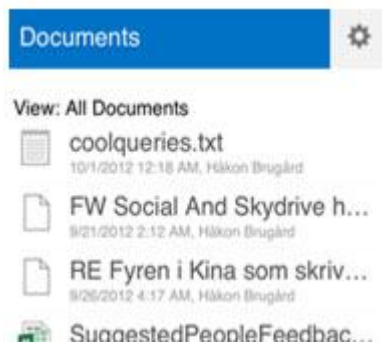 Documents
View: All Documents
coolqueries.txt
10/1/2012 12:18 AM, Håkon Brugård
FW Social And Skydrive h...
9/21/2012 2:12 AM, Håkon Brugård
RE Fyren i Kina som skriv...
9/26/2012 4:17 AM, Håkon Brugård
SuggestedPeopleFeedbac...